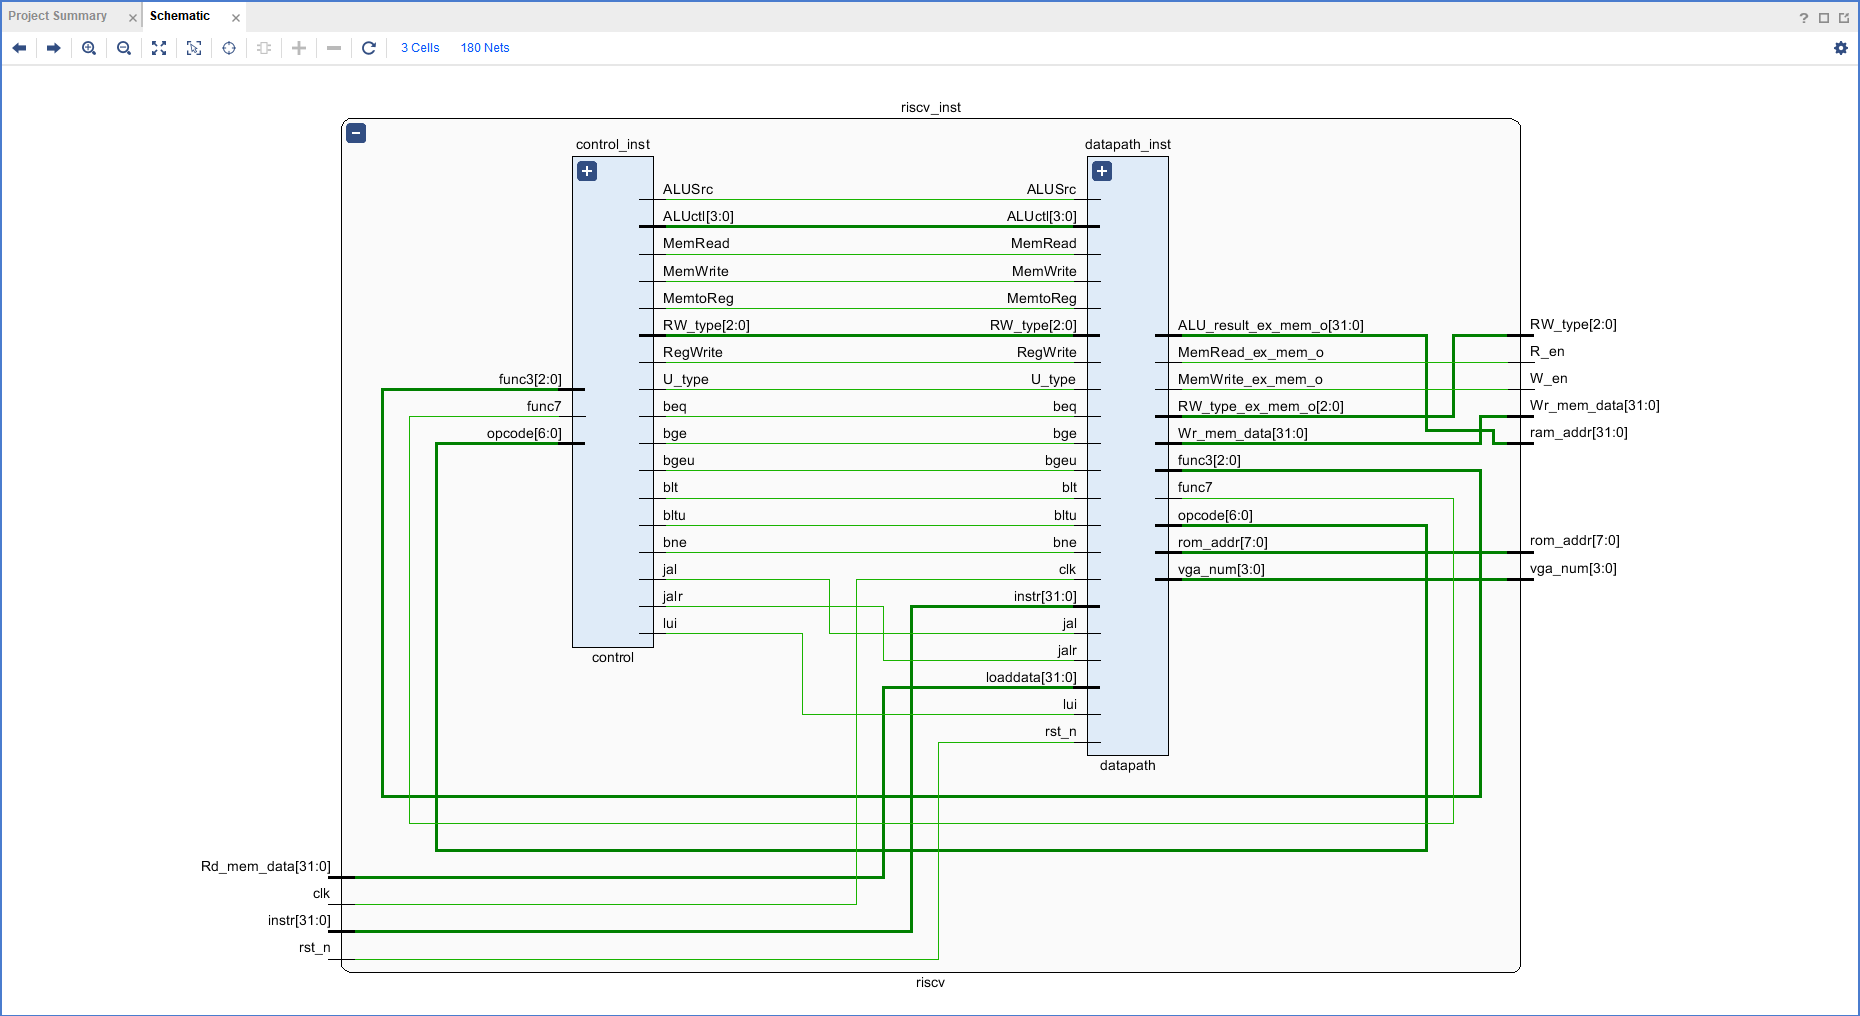 Project Summary
Schematic
3 Cells
180 Nets
riscv_inst
control_inst
datapath_inst
ALUSrc
ALUctl[3:0]
MemRead
MemWrite
MemtoReg
RW_type[2:0]
RegWrite
U_type
beq
bge
bgeu
blt
bltu
bne
jal
jalr
lui
func3[2:0]
func7
opcode[6:0]
control
ALUSrc
ALUctl[3:0]
MemRead
MemWrite
MemtoReg
RW_type[2:0]
RegWrite
U_type
beq
bge
bgeu
blt
bltu
bne
clk
instr[31:0]
jal
jalr
loaddata[31:0]
lui
rst_n
datapath
ALU_result_ex_mem_o[31:0]
MemRead_ex_mem_o
MemWrite_ex_mem_o
RW_type_ex_mem_o[2:0]
Wr_mem_data[31:0]
func3[2:0]
func7
opcode[6:0]
rom_addr[7:0]
vga_num[3:0]
RW_type[2:0]
R_en
W_en
Wr_mem_data[31:0]
ram_addr[31:0]
rom_addr[7:0]
vga_num[3:0]
Rd_mem_data[31:0]
clk
instr[31:0]
rst_n
riscv